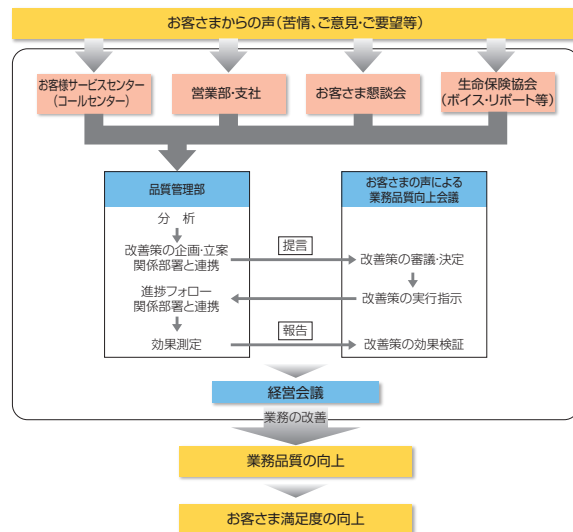 お客さまからの声(苦情、ご意見・ご要望等)
お客様サービスセンター
(コールセンター)
営業部・支社
お客さま懇談会
生命保険協会
(ボイス・リポート等)
品質管理部
お客さまの声による
業務品質向上会議
分　析
改善策の企画・立案
関係部署と連携
提言
改善策の審議・決定
進捗フォロー
関係部署と連携
改善策の実行指示
効果測定
報告
改善策の効果検証
経営会議
業務の改善
業務品質の向上
お客さま満足度の向上